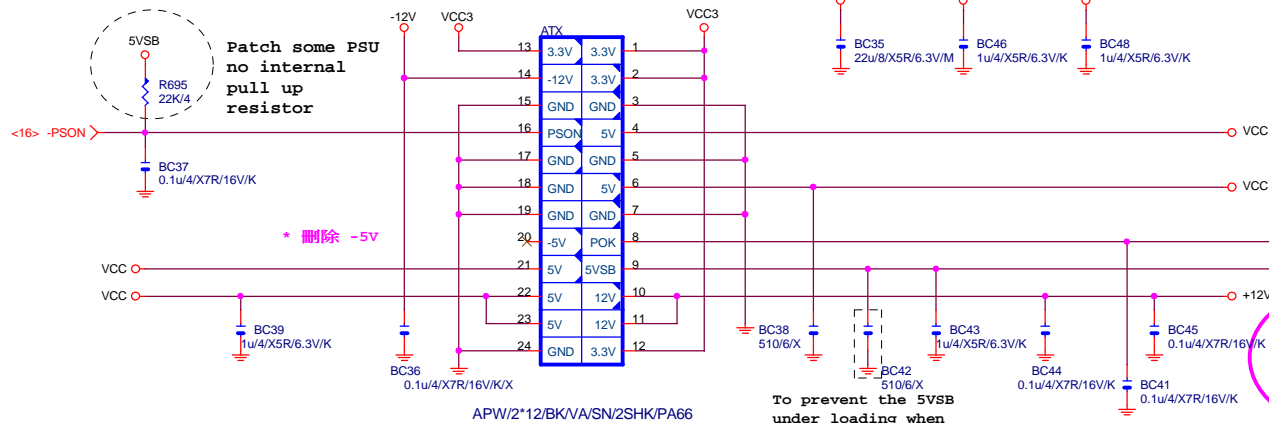 -12V
VCC3
VCC3
5VSB
R695
22K/4
Patch some PSU
no internal
pull up
resistor
<16> -PSON
BC37
0.1u/4/X7R/16V/K
* 刪除 -5V
VCC
VCC
BC39
1u/4/X5R/6.3V/K
BC36
0.1u/4/X7R/16V/K/X
ATX
13 3.3V 3.3V 1
14 -12V 3.3V 2
15 GND GND 3
16 PSON 5V 4
17 GND GND 5
18 GND 5V 6
19 GND GND 7
20 -5V POK 8
21 5V 5VSB 9
22 5V 12V 10
23 5V 12V 11
24 GND 3.3V 12
APW/2*12/BK/VA/SN/2SHK/PA66
BC35
22u/8/X5R/6.3V/M
BC46
1u/4/X5R/6.3V/K
BC48
1u/4/X5R/6.3V/K
VCC
VCC
+12V
BC38
510/6/X
BC42
510/6/X
BC43
1u/4/X5R/6.3V/K
BC44
0.1u/4/X7R/16V/K
BC45
0.1u/4/X7R/16V/K
BC41
0.1u/4/X7R/16V/K
To prevent the 5VSB
under loading when